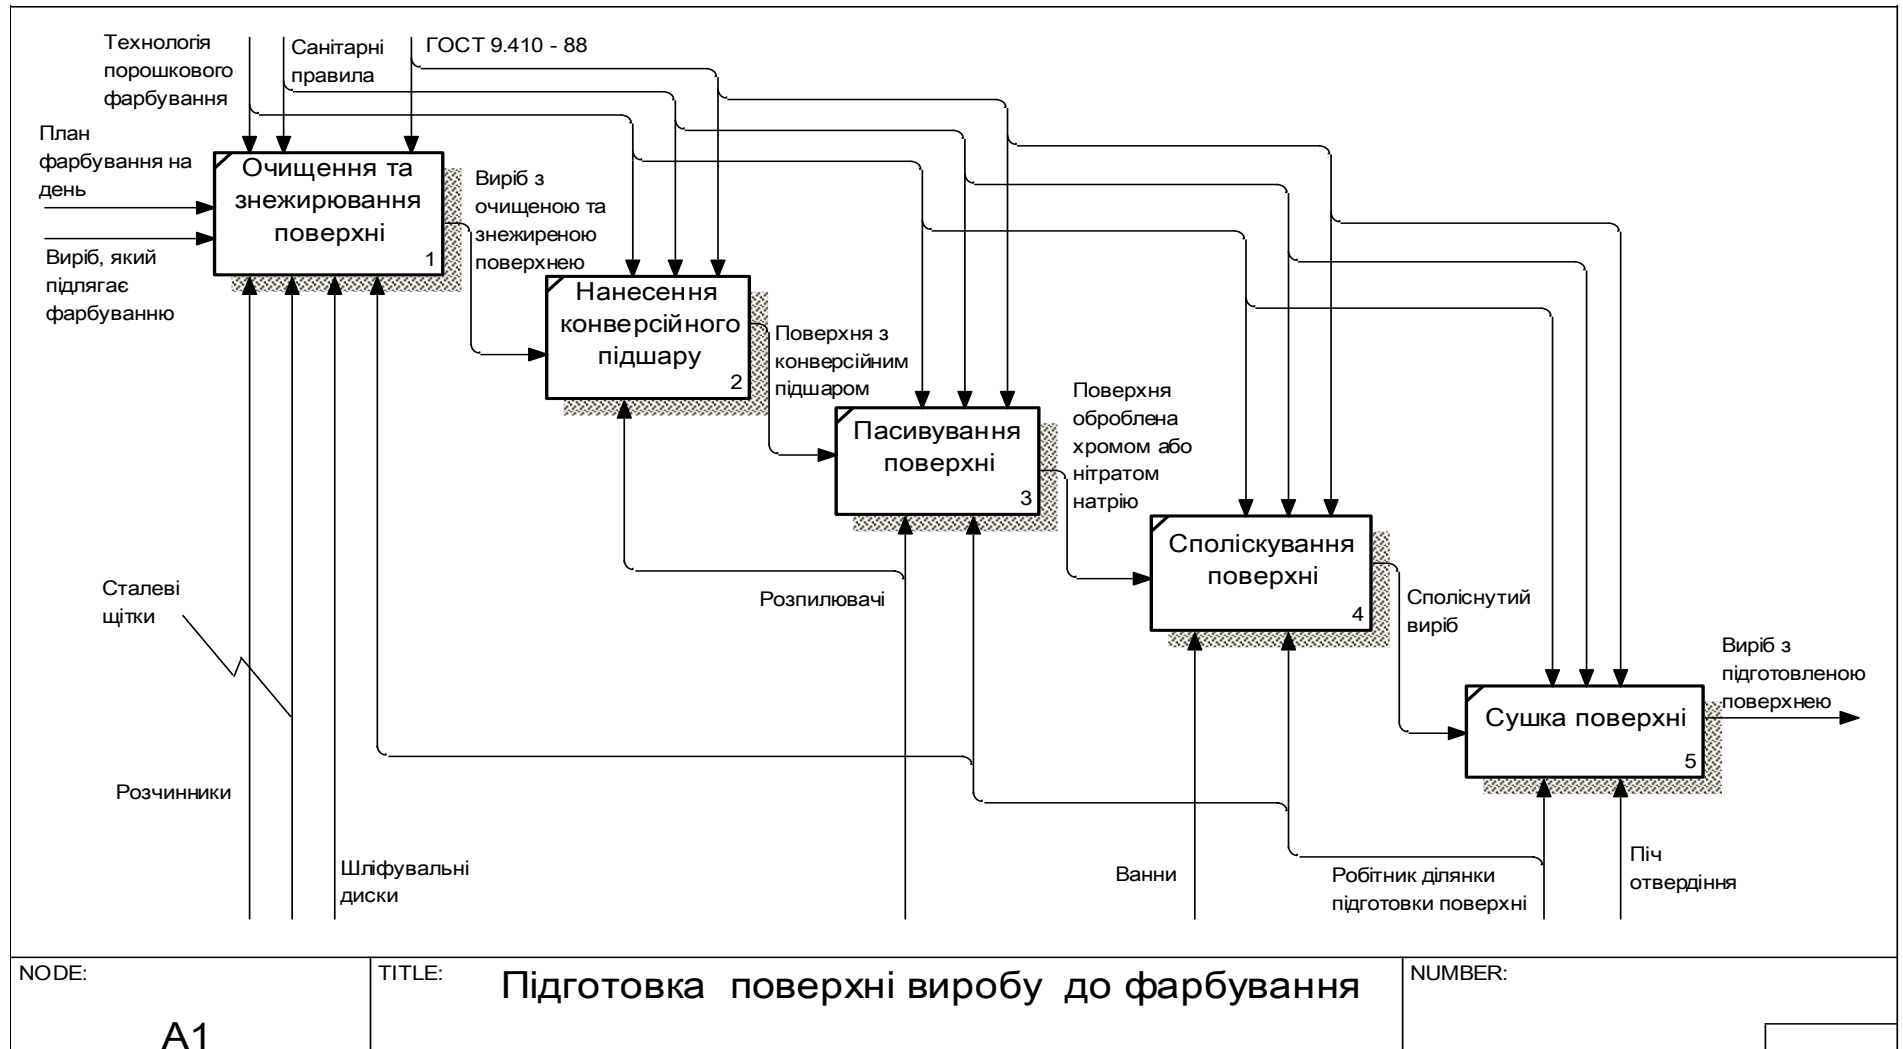 Технологія
порошкового
фарбування
Санітарні
правила
ГОСТ 9.410 - 88
План
фарбування на
день
Виріб, який
підлягає
фарбуванню
Очищення та
знежирювання
поверхні
1
Виріб з
очищеною та
знежиреною
поверхнею
Нанесення
конверсійного
підшару
2
Поверхня з
конверсійним
підшаром
Пасивування
поверхні
3
Поверхня
оброблена
хромом або
нітратом
натрію
Споліскування
поверхні
4
Сполiснутий
виріб
Сушка поверхні
5
Виріб з
підготовленою
поверхнею
Сталеві
щітки
Розпилювачі
Розчинники
Шліфувальні
диски
Ванни
Робітник ділянки
підготовки поверхні
Піч
отвердіння
NODE:
A1
TITLE:
Підготовка поверхні виробу до фарбування
NUMBER: